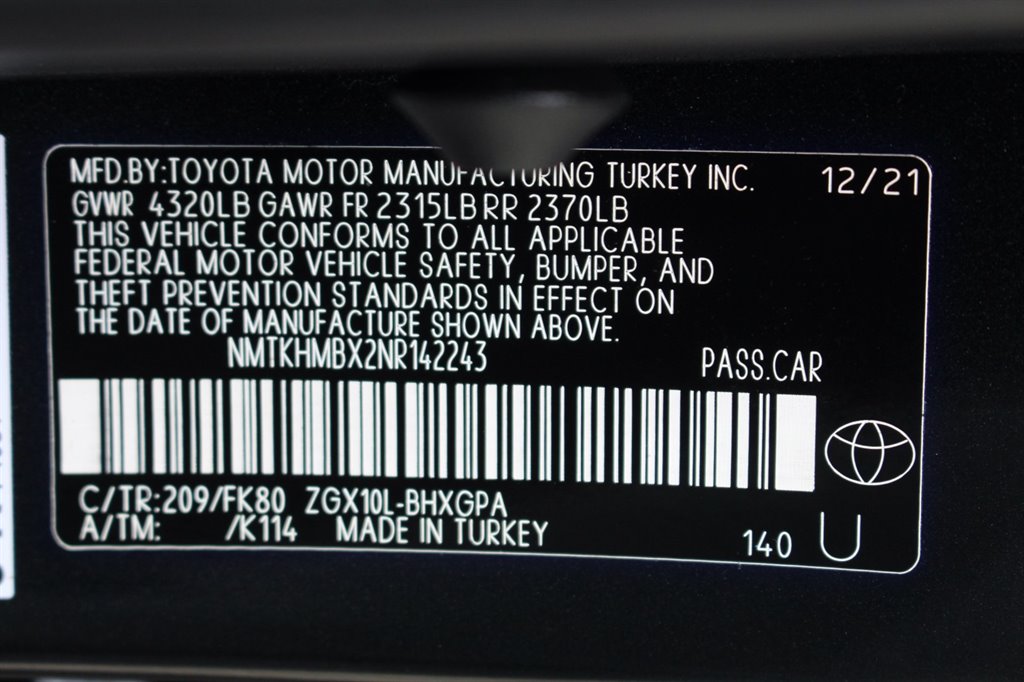 MFD.BY:TOYOTA MOTOR MANUFACTURING TURKEY INC. 12/21
GVWR 4320LB GAWR FR 2315LB RR 2370LB
THIS VEHICLE CONFORMS TO ALL APPLICABLE
FEDERAL MOTOR VEHICLE SAFETY, BUMPER, AND
THEFT PREVENTION STANDARDS IN EFFECT ON
THE DATE OF MANUFACTURE SHOWN ABOVE.
NMTKHMBX2NR142243 PASS.CAR
C/TR:209/FK80 ZGX10L-BHXGPA
A/TM: /K114 MADE IN TURKEY 140 U